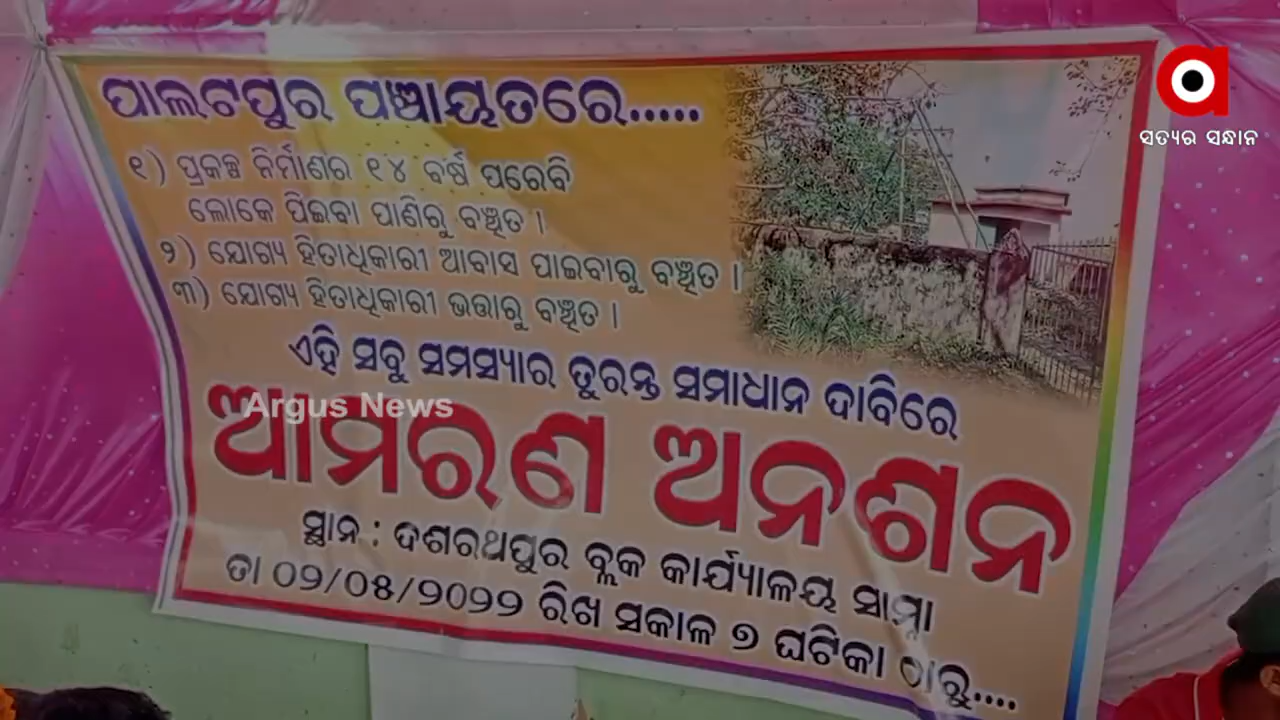 ପାଲଟପୁର ପଞ୍ଚାୟତରେ.....
୧) ପ୍ରକଳ୍ପ ନିର୍ମାଣର ୧୪ ବର୍ଷ ପରେବି
ଲୋକେ ପିଇବା ପାଣିରୁ ବଞ୍ଚିତ ।
୨) ଯୋଗ୍ୟ ହିତାଧିକାରୀ ଆବାସ ପାଇବାରୁ ବଞ୍ଚିତ ।
୩) ଯୋଗ୍ୟ ହିତାଧିକାରୀ ଭତ୍ତାରୁ ବଞ୍ଚିତ ।
ଏହି ସବୁ ସମସ୍ୟାର ତୁରନ୍ତ ସମାଧାନ ଦାବିରେ
ଆମରଣ ଅନଶନ
ସ୍ଥାନ : ଦଶରଥପୁର ବ୍ଲକ କାର୍ଯ୍ୟାଳୟ ସାମ୍ନା
ତା ୦୨/୦୫/୨୦୨୨ ରିଖ ସକାଳ ୭ ଘଟିକା ଠାରୁ....
Argus News
ସତ୍ୟର ସନ୍ଧାନ